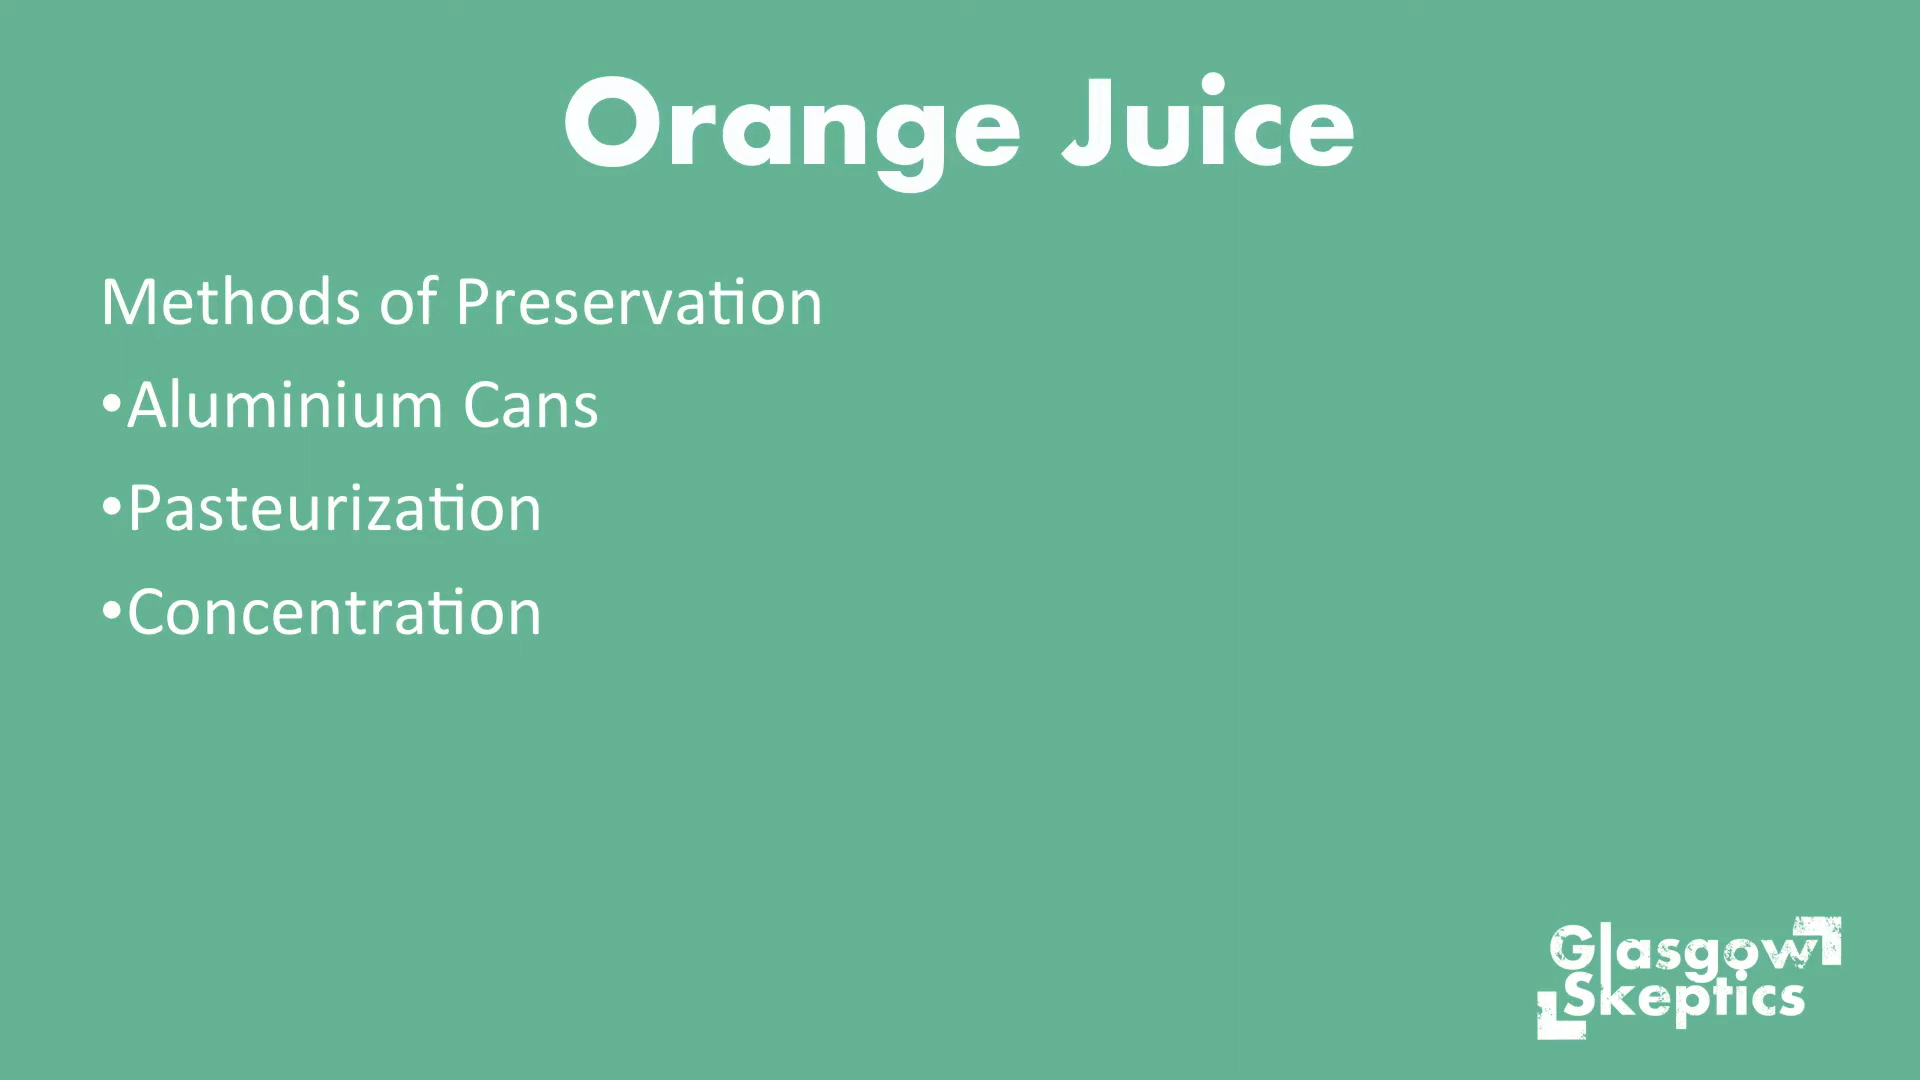 Orange Juice
Methods of Preservation
•Aluminium Cans
•Pasteurization
•Concentration
Glasgow
Skeptics